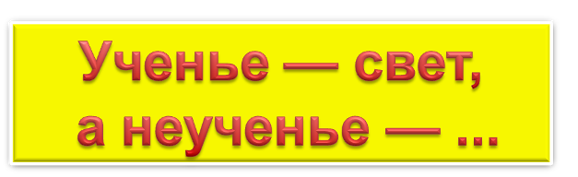 Ученье — свет,
а неученье — ...